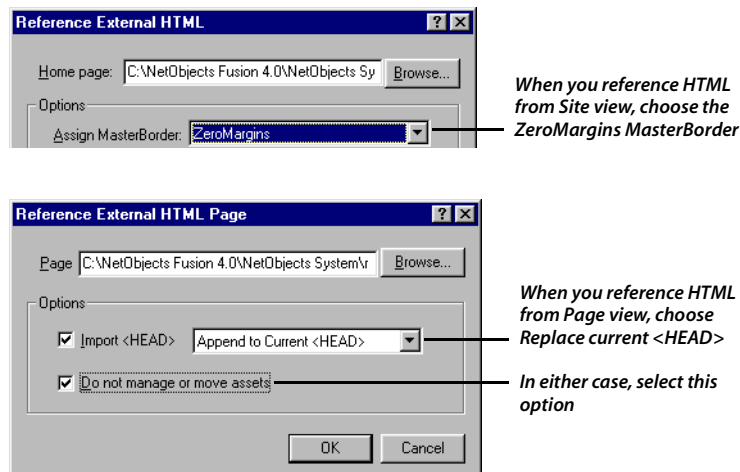 Reference External HTML
Home page: C:\NetObjects Fusion 4.0\NetObjects Sy Browse...
Options
Assign MasterBorder: ZeroMargins
When you reference HTML
from Site view, choose the
ZeroMargins MasterBorder
Reference External HTML Page
Page C:\NetObjects Fusion 4.0\NetObjects System\r Browse...
Options
Import <HEAD> Append to Current <HEAD>
Do not manage or move assets
OK Cancel
When you reference HTML
from Page view, choose
Replace current <HEAD>
In either case, select this
option